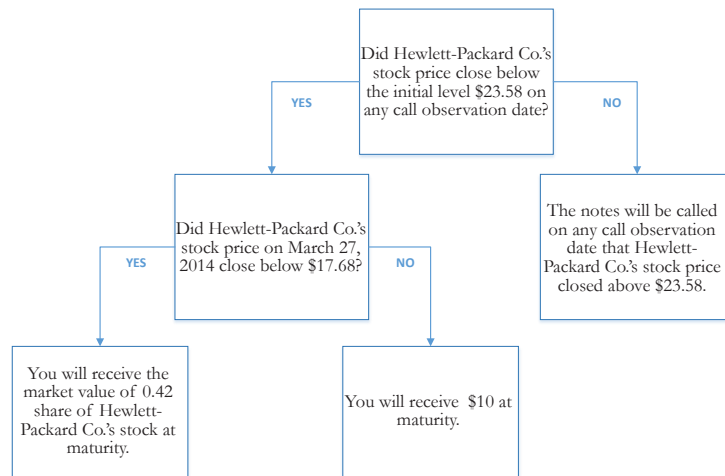 Did Hewlett-Packard Co.'s
stock price close below
the initial level $23.58 on
any call observation date?
YES
NO
Did Hewlett-Packard Co.'s
stock price on March 27,
2014 close below $17.68?
The notes will be called
on any call observation
date that Hewlett-
Packard Co.'s stock price
closed above $23.58.
YES
NO
You will receive the
market value of 0.42
share of Hewlett-
Packard Co.'s stock at
maturity.
You will receive $10 at
maturity.